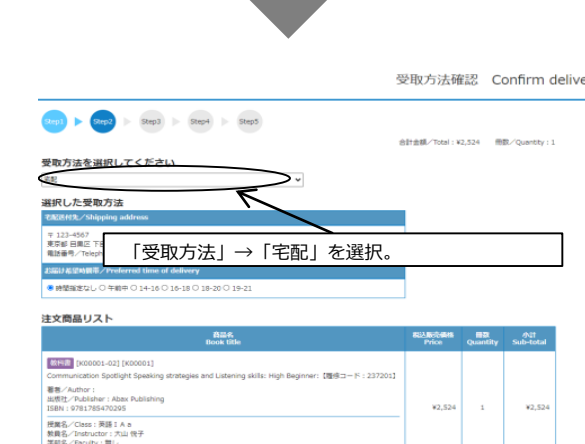 受取方法確認 Confirm delive
Step1 Step2 Step3 Step4 Step5
合計金額/Total : ¥2,524 冊数/Quantity : 1
受取方法を選択してください
宅配
選択した受取方法
宅配送付先/Shipping address
〒 123-4567
東京都 目黒区 下
電話番号/Teleph
「受取方法」→「宅配」を選択。
お届け希望時間帯/Preferred time of delivery
時間指定なし 午前中 14-16 16-18 18-20 19-21
注文商品リスト
商品名 税込販売価格 冊数 小計
Book title Price Quantity Sub-total
教科書 [K00001-02] [K00001]
Communication Spotlight Speaking strategies and Listening skills: High Beginner:【履修コード:237201】
著者/Author :
出版社/Publisher : Abax Publishing
ISBN : 9781785470295
¥2,524 1 ¥2,524
授業名/Class : 英語 I A a
教員名/Instructor : 大山 悦子
学部名/Faculty : 無し